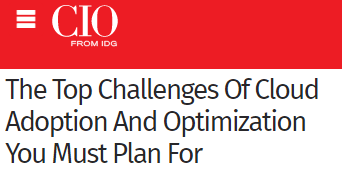 CIO
FROM IDG
The Top Challenges Of Cloud
Adoption And Optimization
You Must Plan For